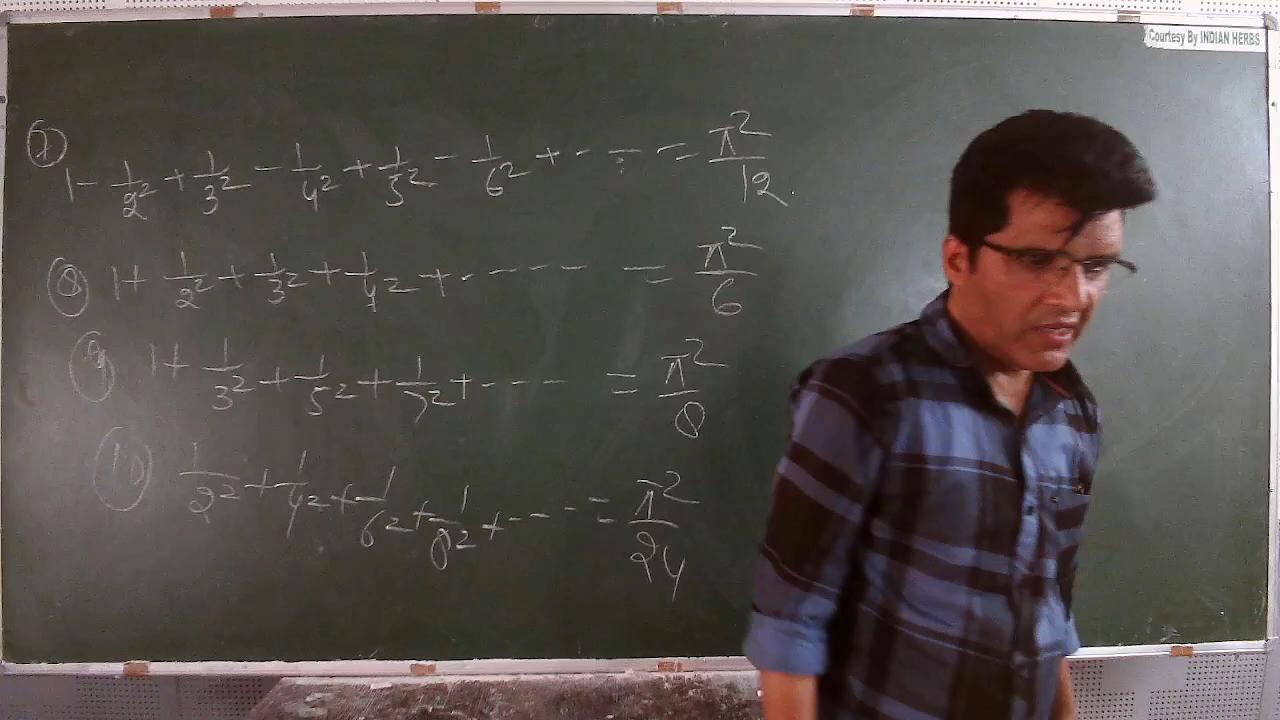 Courtesy By INDIAN HERBS
(7) 1 - 1/2² + 1/3² - 1/4² + 1/5² - 1/6² + ---- = π²/12.
(8) 1 + 1/2² + 1/3² + 1/4² + ------ = π²/6
(9) 1 + 1/3² + 1/5² + 1/7² + ---- = π²/8
(10) 1/2² + 1/4² + 1/6² + 1/8² + ---- = π²/24